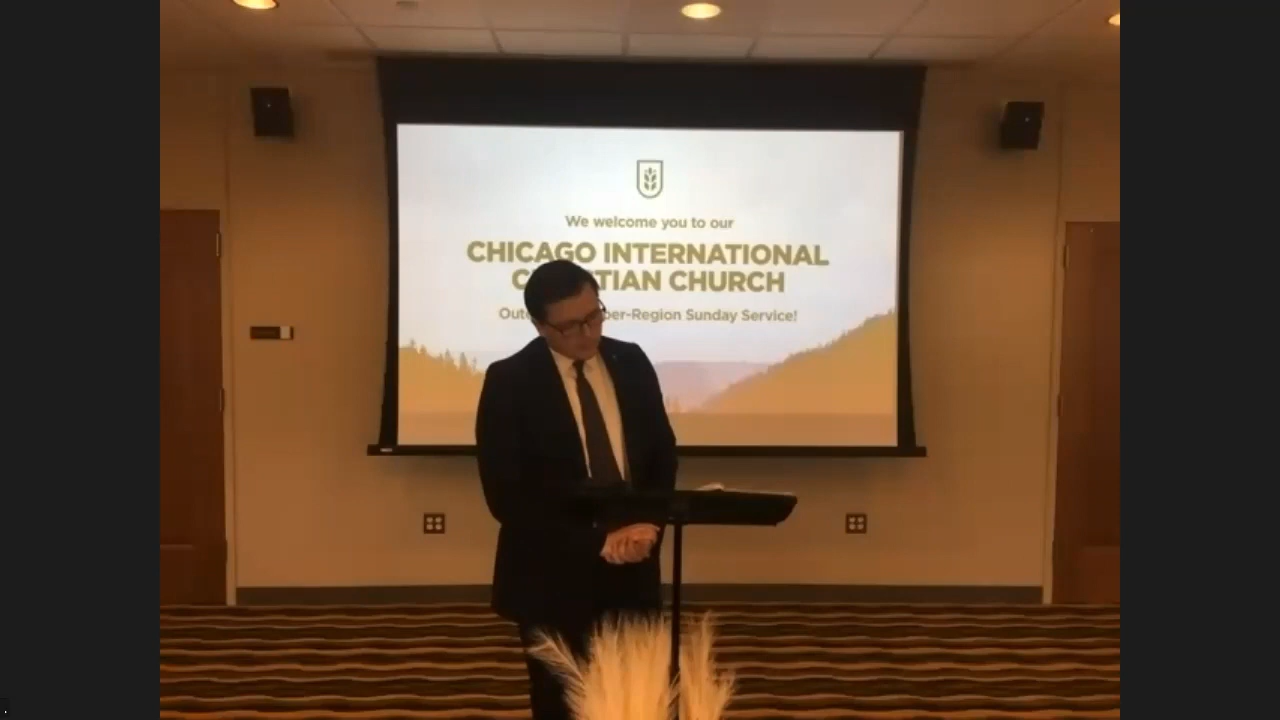 We welcome you to our
CHICAGO INTERNATIONAL
CHURCH
Sunday Service!